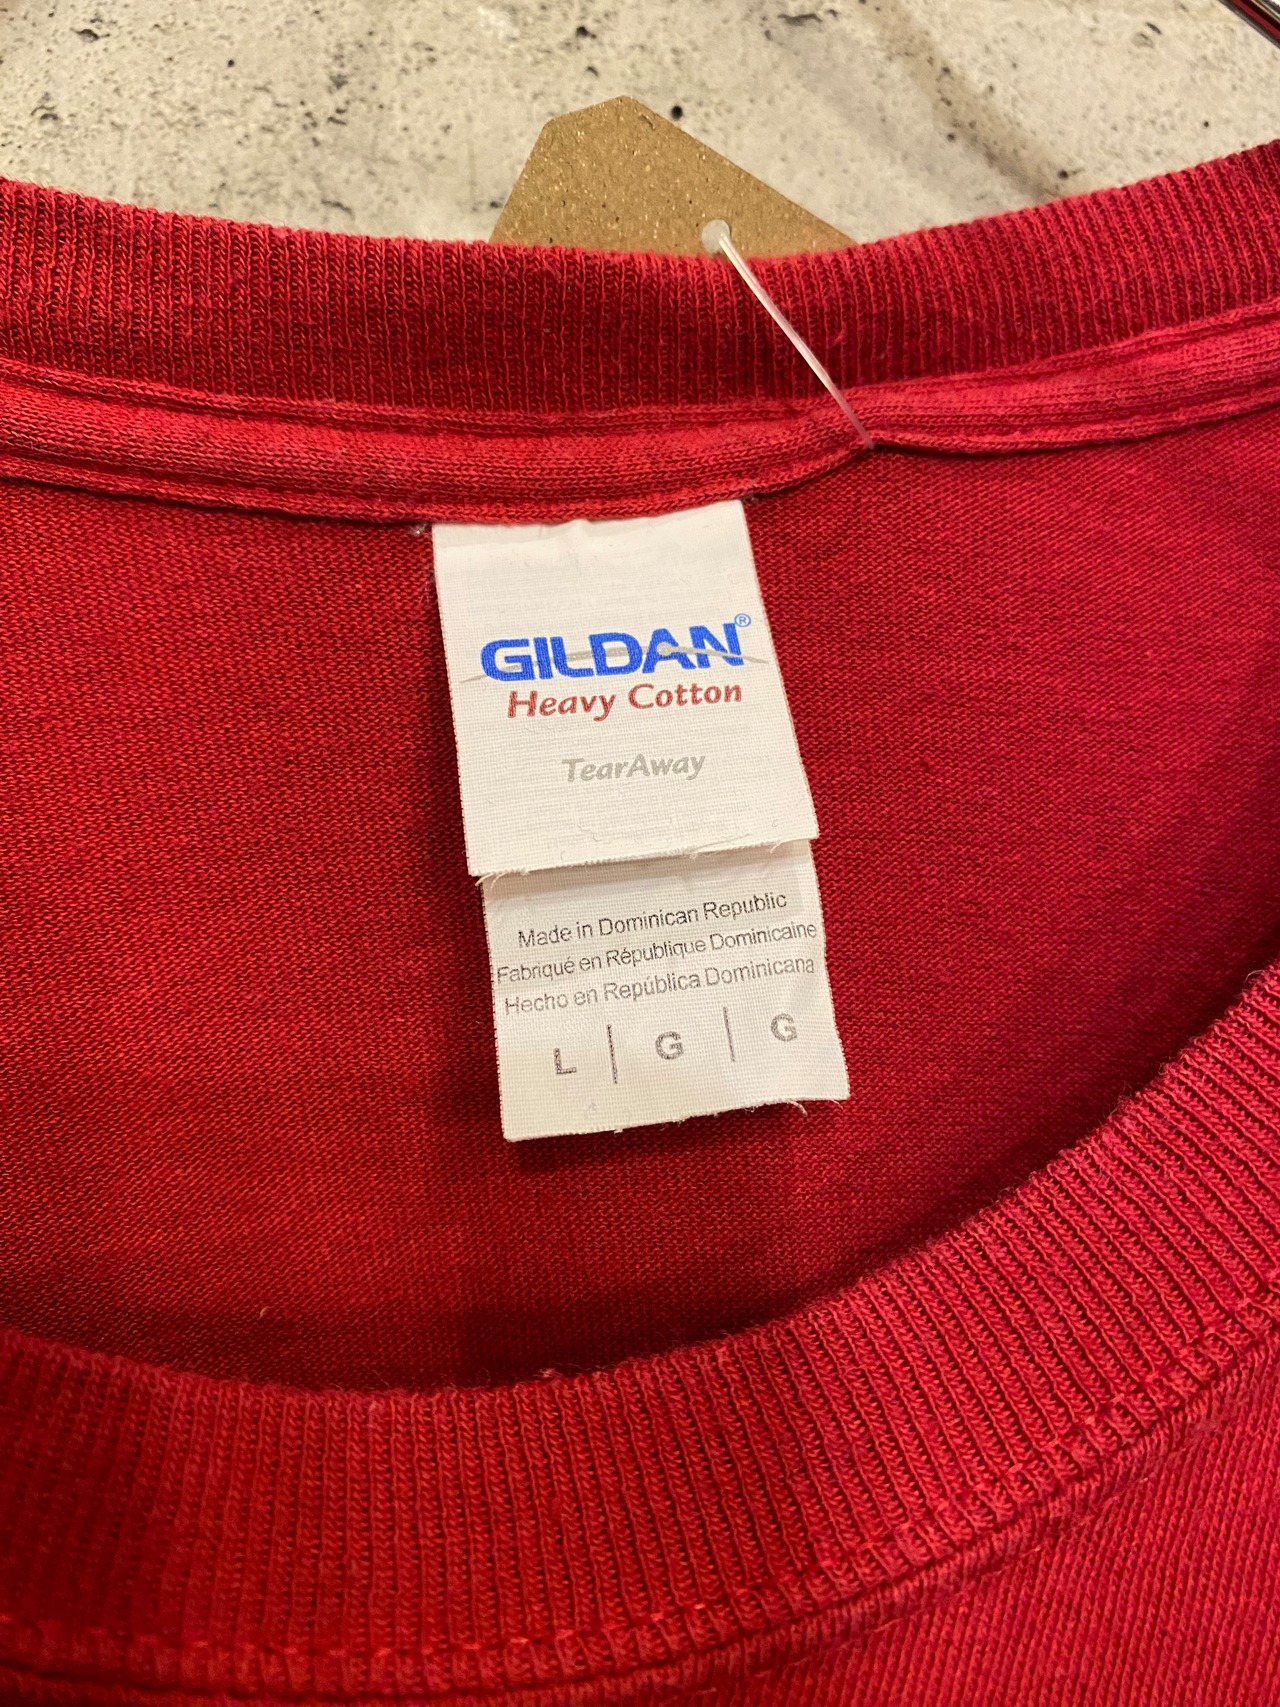 GILDAN®
Heavy Cotton
TearAway
Made in Dominican Republic
Fabriqué en République Dominicaine
Hecho en República Dominicana
L | G | G